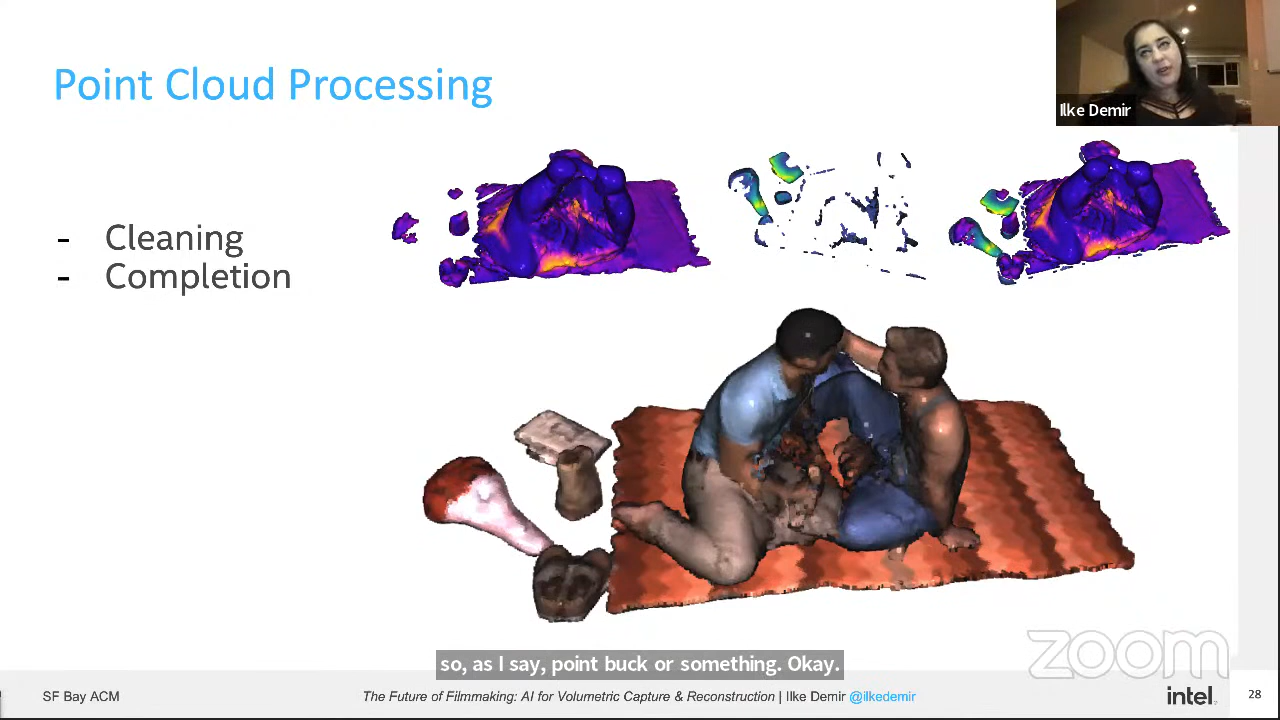 Point Cloud Processing
Ilke Demir
- Cleaning
- Completion
zoom
so, as I say, point buck or something. Okay.
SF Bay ACM
The Future of Filmmaking: AI for Volumetric Capture & Reconstruction | Ilke Demir @ilkedemir
intel.
28